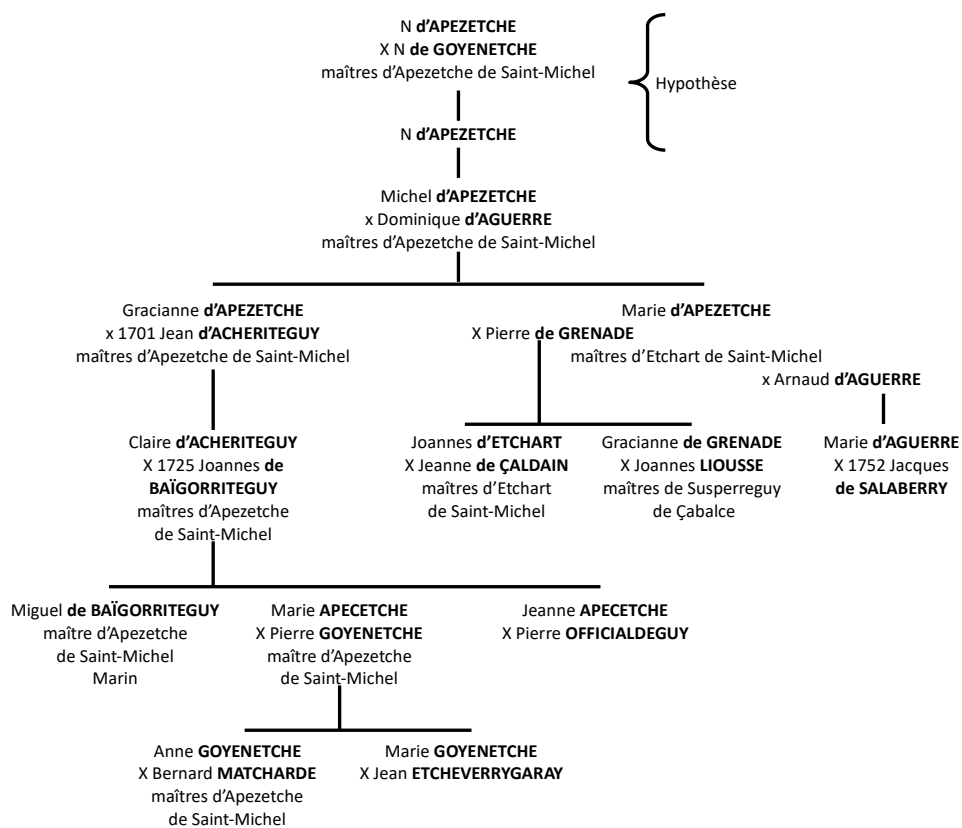 N d'APEZETCHE
X N de GOYENETCHE
maîtres d'Apezetche de Saint-Michel
Hypothèse
N d'APEZETCHE
Michel d'APEZETCHE
x Dominique d'AGUERRE
maîtres d'Apezetche de Saint-Michel
Gracianne d'APEZETCHE
x 1701 Jean d'ACHERITEGUY
maîtres d'Apezetche de Saint-Michel
Marie d'APEZETCHE
X Pierre de GRENADE
maîtres d'Etchart de Saint-Michel
x Arnaud d'AGUERRE
Claire d'ACHERITEGUY
X 1725 Joannes de
BAÏGORRITEGUY
maîtres d'Apezetche
de Saint-Michel
Joannes d'ETCHART
X Jeanne de ÇALDAIN
maîtres d'Etchart
de Saint-Michel
Gracianne de GRENADE
X Joannes LIOUSSE
maîtres de Susperreguy
de Çabalce
Marie d'AGUERRE
X 1752 Jacques
de SALABERRY
Miguel de BAÏGORRITEGUY
maître d'Apezetche
de Saint-Michel
Marin
Marie APECETCHE
X Pierre GOYENETCHE
maître d'Apezetche
de Saint-Michel
Jeanne APECETCHE
X Pierre OFFICIALDEGUY
Anne GOYENETCHE
X Bernard MATCHARDE
maîtres d'Apezetche
de Saint-Michel
Marie GOYENETCHE
X Jean ETCHEVERRYGARAY